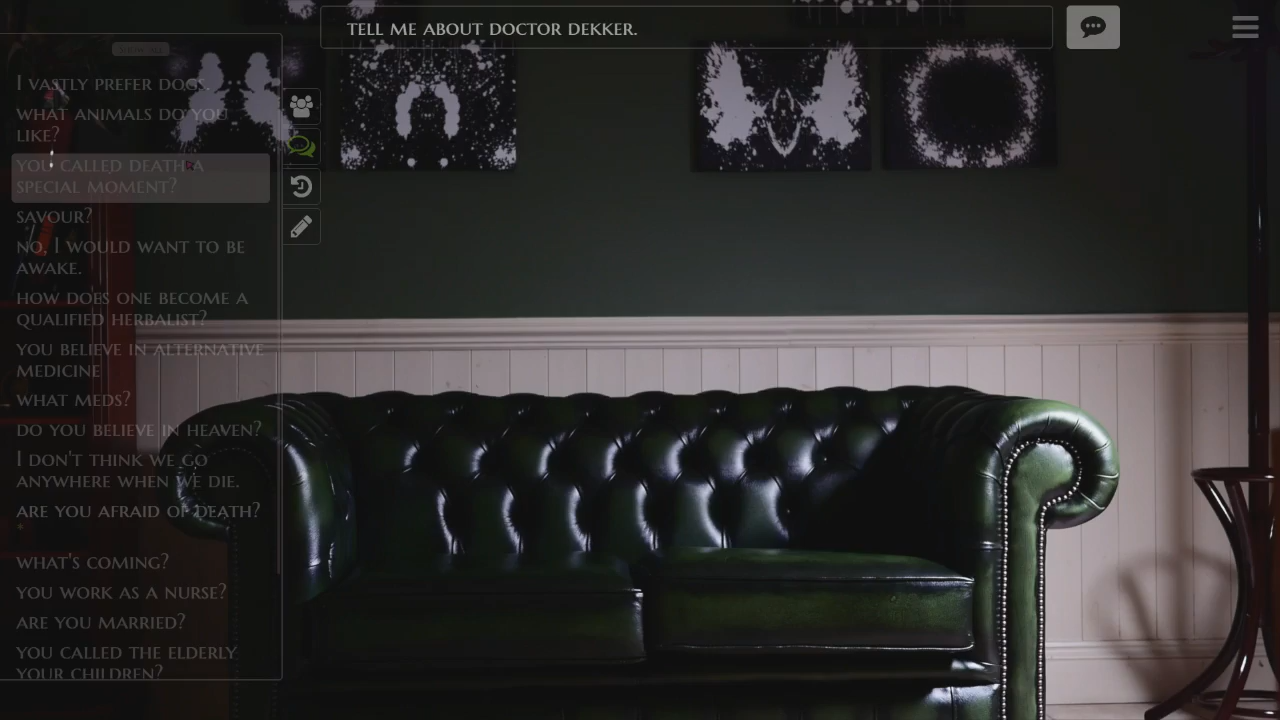 TELL ME ABOUT DOCTOR DEKKER.
I VASTLY PREFER DOGS.
WHAT ANIMALS DO YOU
LIKE?
YOU CALLED DEATH A
SPECIAL MOMENT?
SAVOUR?
NO, I WOULD WANT TO BE
AWAKE.
HOW DOES ONE BECOME A
QUALIFIED HERBALIST?
YOU BELIEVE IN ALTERNATIVE
MEDICINE
WHAT MEDS?
DO YOU BELIEVE IN HEAVEN?
I DON'T THINK WE GO
ANYWHERE WHEN WE DIE.
ARE YOU AFRAID OF DEATH?
WHAT'S COMING?
YOU WORK AS A NURSE?
ARE YOU MARRIED?
YOU CALLED THE ELDERLY
YOUR CHILDREN?